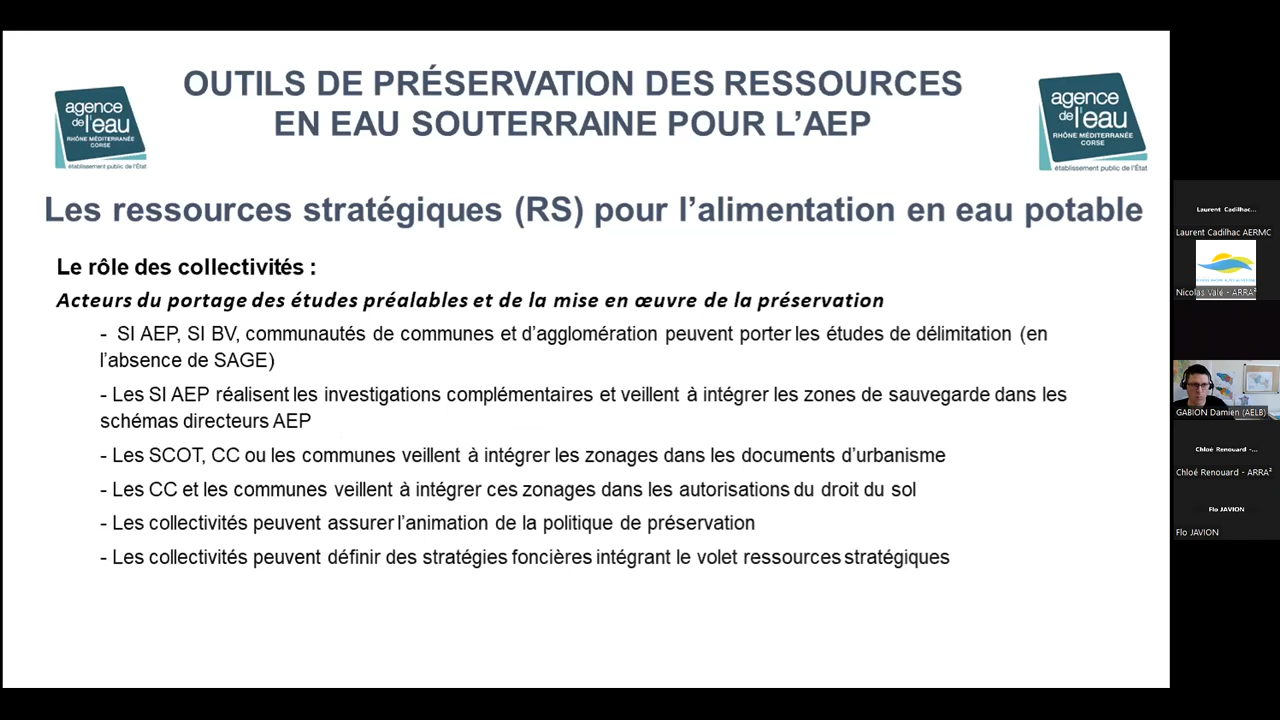 OUTILS DE PRÉSERVATION DES RESSOURCES
EN EAU SOUTERRAINE POUR L'AEP
agence
de l'eau
RHÔNE MÉDITERRANÉE
CORSE
établissement public de l'État
agence
de l'eau
RHÔNE MÉDITERRANÉE
CORSE
établissement public de l'État
Les ressources stratégiques (RS) pour l'alimentation en eau potable
Le rôle des collectivités :
Acteurs du portage des études préalables et de la mise en œuvre de la préservation
- SI AEP, SI BV, communautés de communes et d'agglomération peuvent porter les études de délimitation (en
l'absence de SAGE)
- Les SI AEP réalisent les investigations complémentaires et veillent à intégrer les zones de sauvegarde dans les
schémas directeurs AEP
- Les SCOT, CC ou les communes veillent à intégrer les zonages dans les documents d'urbanisme
- Les CC et les communes veillent à intégrer ces zonages dans les autorisations du droit du sol
- Les collectivités peuvent assurer l'animation de la politique de préservation
- Les collectivités peuvent définir des stratégies foncières intégrant le volet ressources stratégiques
Laurent Cadilhac...
Laurent Cadilhac AERMC
Nicolas Valé - ARRA²
GABION Damien (AELB)
Chloé Renouard -...
Chloé Renouard - ARRA²
Flo JAVION
Flo JAVION